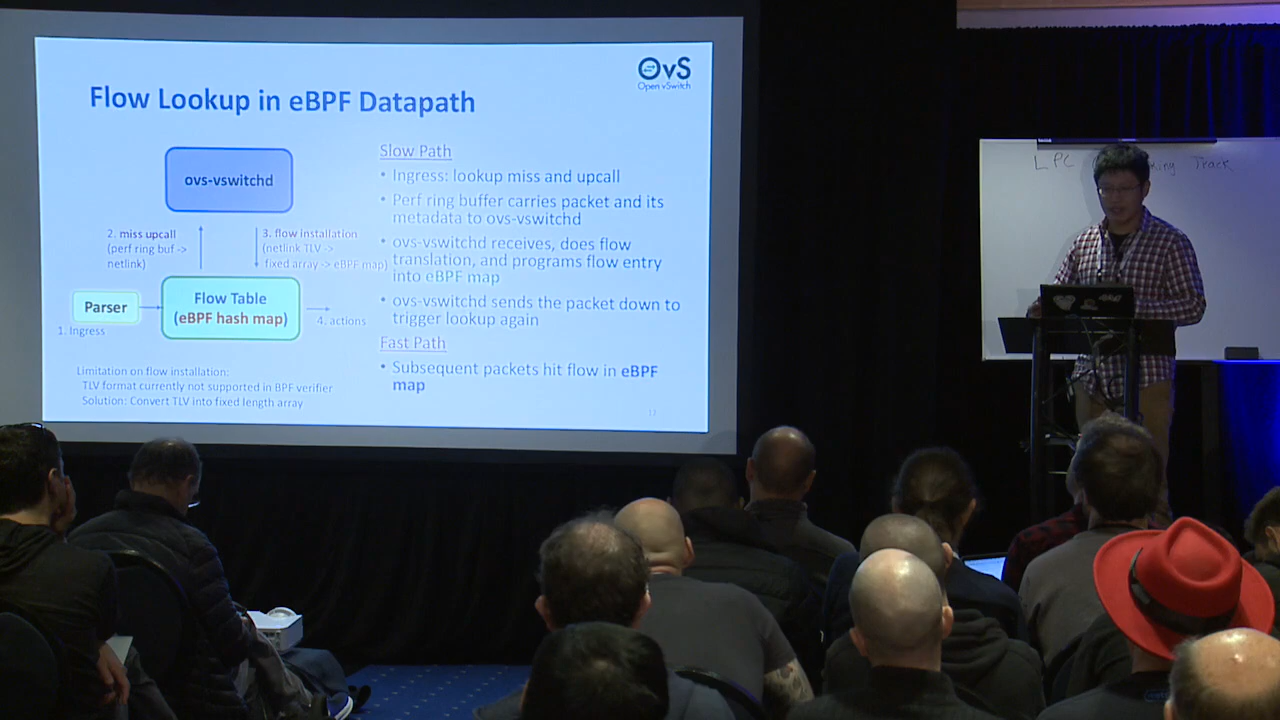 OvS
Open vSwitch
Flow Lookup in eBPF Datapath
ovs-vswitchd
2. miss upcall
(perf ring buf ->
netlink)
3. flow installation
(netlink TLV ->
fixed array -> eBPF map)
Parser
Flow Table
(eBPF hash map)
1. Ingress
4. actions
Limitation on flow installation:
TLV format currently not supported in BPF verifier
Solution: Convert TLV into fixed length array
Slow Path
• Ingress: lookup miss and upcall
• Perf ring buffer carries packet and its
metadata to ovs-vswitchd
• ovs-vswitchd receives, does flow
translation, and programs flow entry
into eBPF map
• ovs-vswitchd sends the packet down to
trigger lookup again
Fast Path
• Subsequent packets hit flow in eBPF
map
12
LPC Track